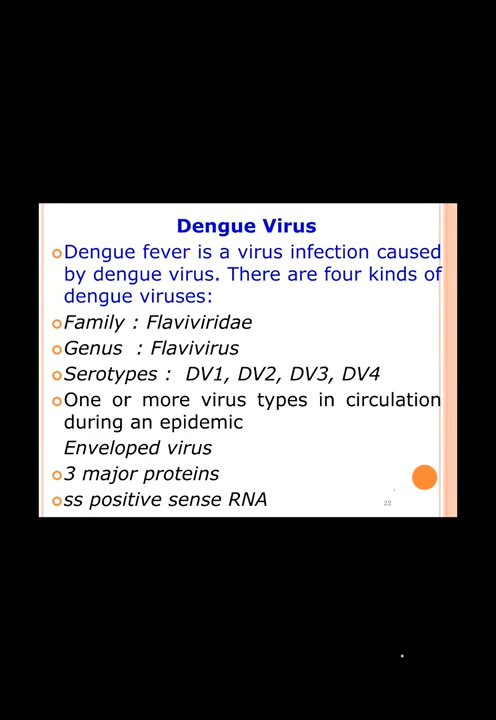 Dengue Virus
Dengue fever is a virus infection caused
by dengue virus. There are four kinds of
dengue viruses:
Family : Flaviviridae
Genus : Flavivirus
Serotypes : DV1, DV2, DV3, DV4
One or more virus types in circulation
during an epidemic
Enveloped virus
3 major proteins
ss positive sense RNA
22